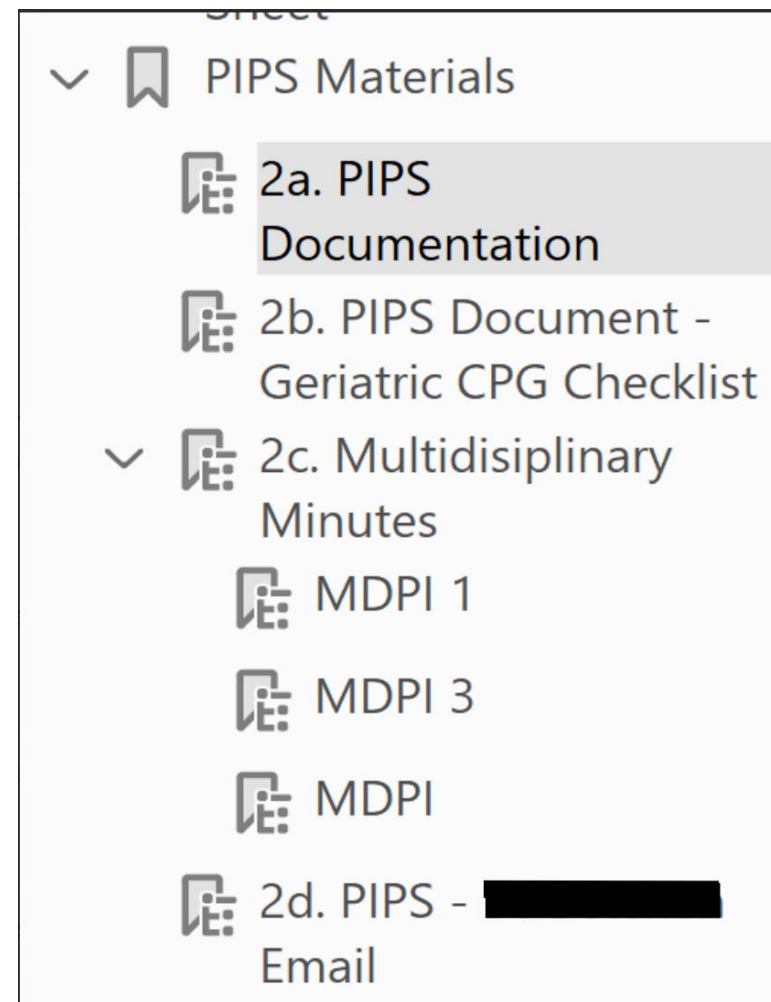 Sheet
PIPS Materials
2a. PIPS
Documentation
2b. PIPS Document -
Geriatric CPG Checklist
2c. Multidisiplinary
Minutes
MDPI 1
MDPI 3
MDPI
2d. PIPS -
Email